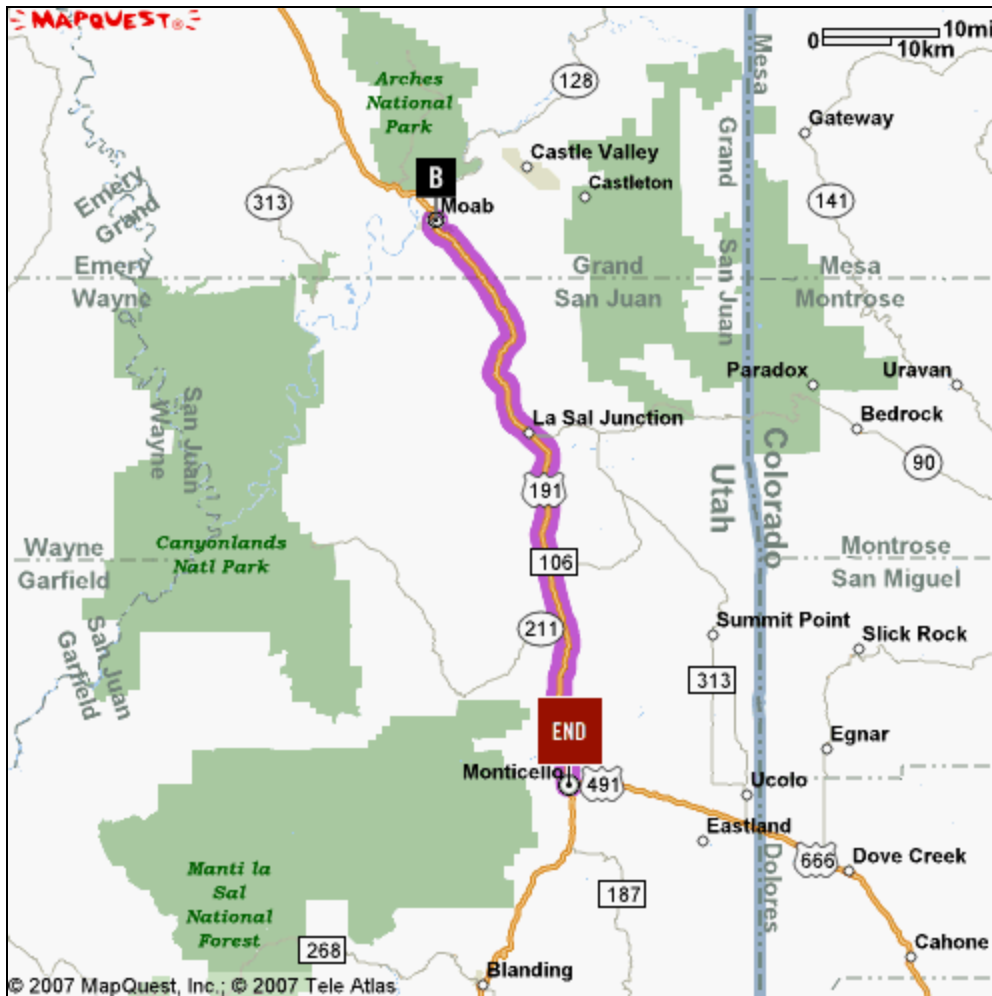 MAPQUEST®
0 10mi
10km
Mesa
Arches
National
Park
128
Gateway
Grand
Castle Valley
Castleton
B
Moab
Emery
Grand
313
141
San Juan
Emery
Wayne
Grand
San Juan
Mesa
Montrose
Paradox
Uravan
San Juan
Wayne
La Sal Junction
Bedrock
Colorado
Utah
90
191
Canyonlands
Natl Park
Wayne
Garfield
106
Montrose
San Miguel
San Juan
Garfield
211
Summit Point
Slick Rock
313
END
Egnar
Monticello
491
Ucolo
Eastland
Dolores
666
Dove Creek
Manti la
Sal
National
Forest
187
268
Cahone
Blanding
© 2007 MapQuest, Inc.; © 2007 Tele Atlas